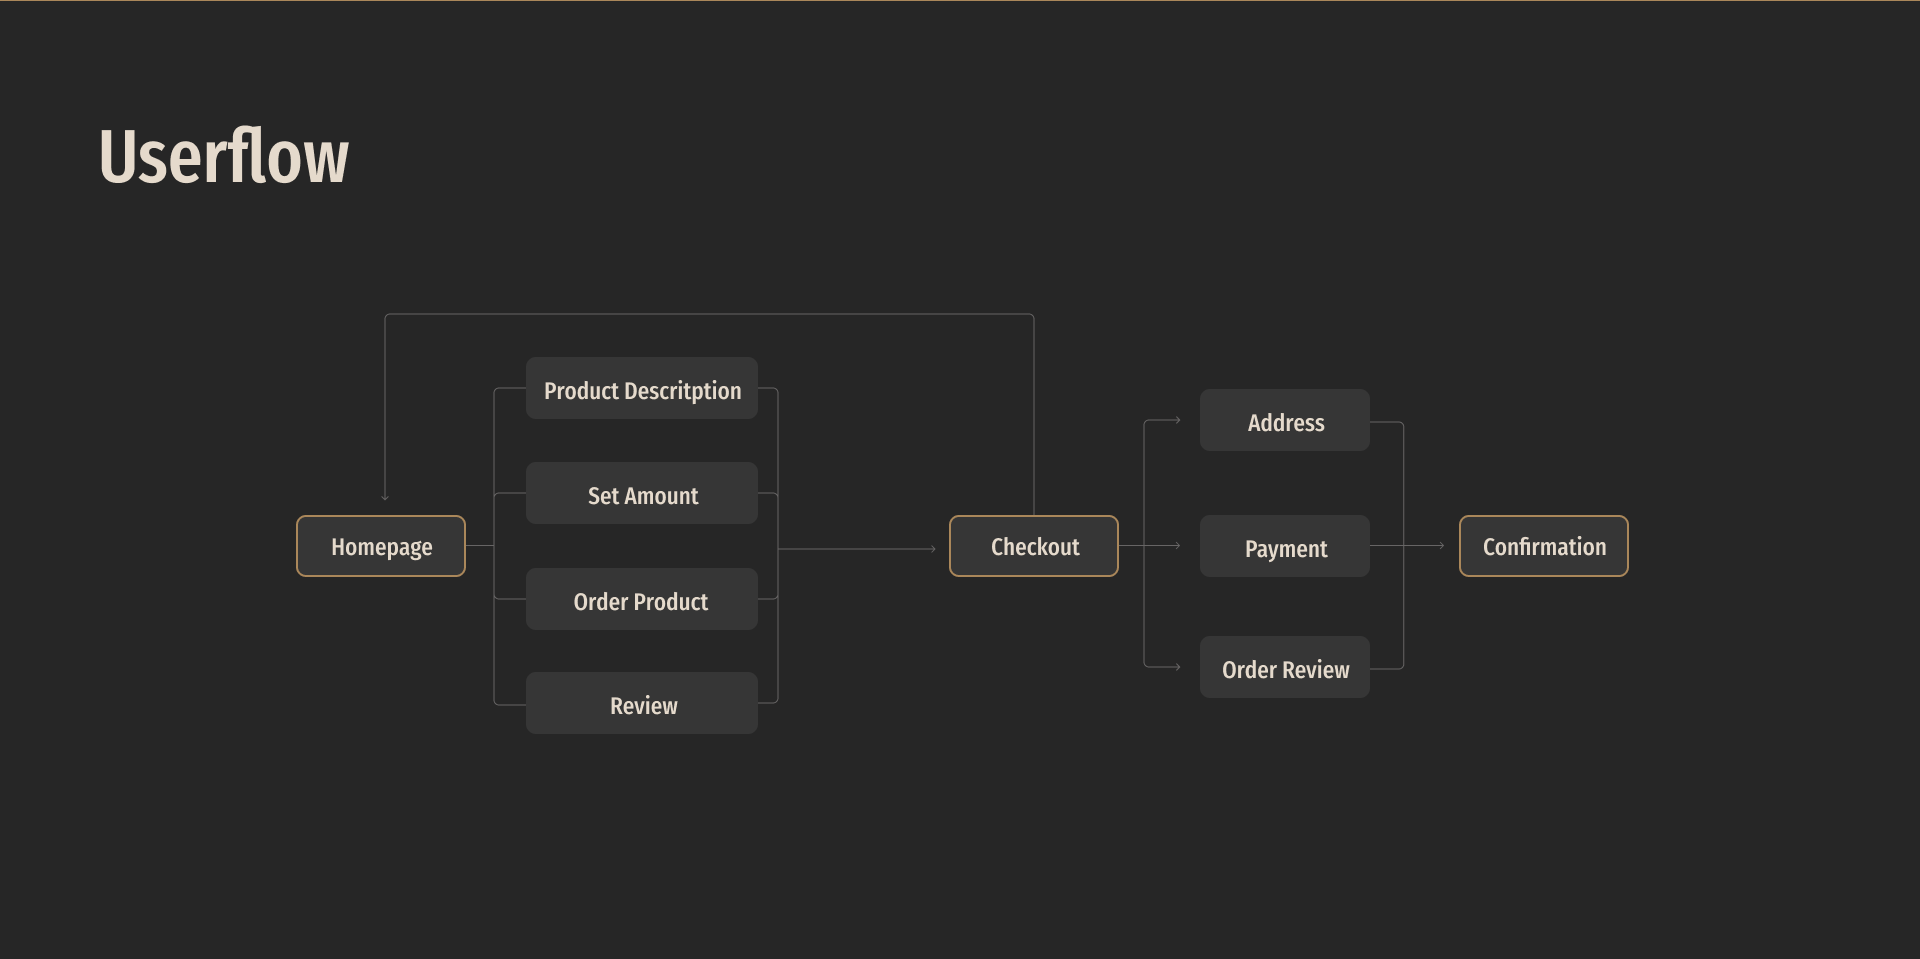 Userflow
Homepage
Product Descritption
Set Amount
Order Product
Review
Checkout
Address
Payment
Order Review
Confirmation